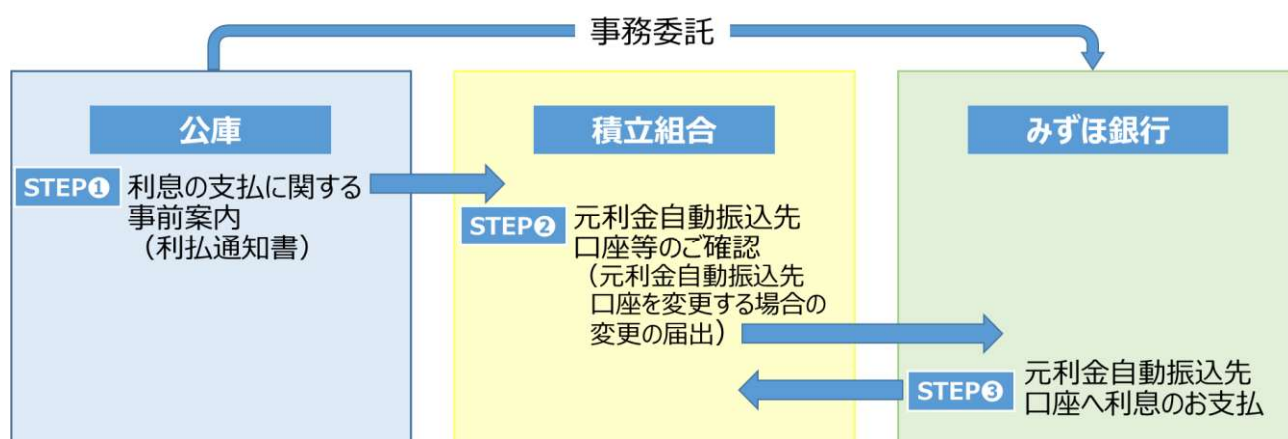 事務委託
公庫
STEP❶ 利息の支払に関する
事前案内
（利払通知書）
積立組合
STEP❷ 元利金自動振込先
口座等のご確認
（元利金自動振込先
口座を変更する場合の
変更の届出）
みずほ銀行
STEP❸ 元利金自動振込先
口座へ利息のお支払